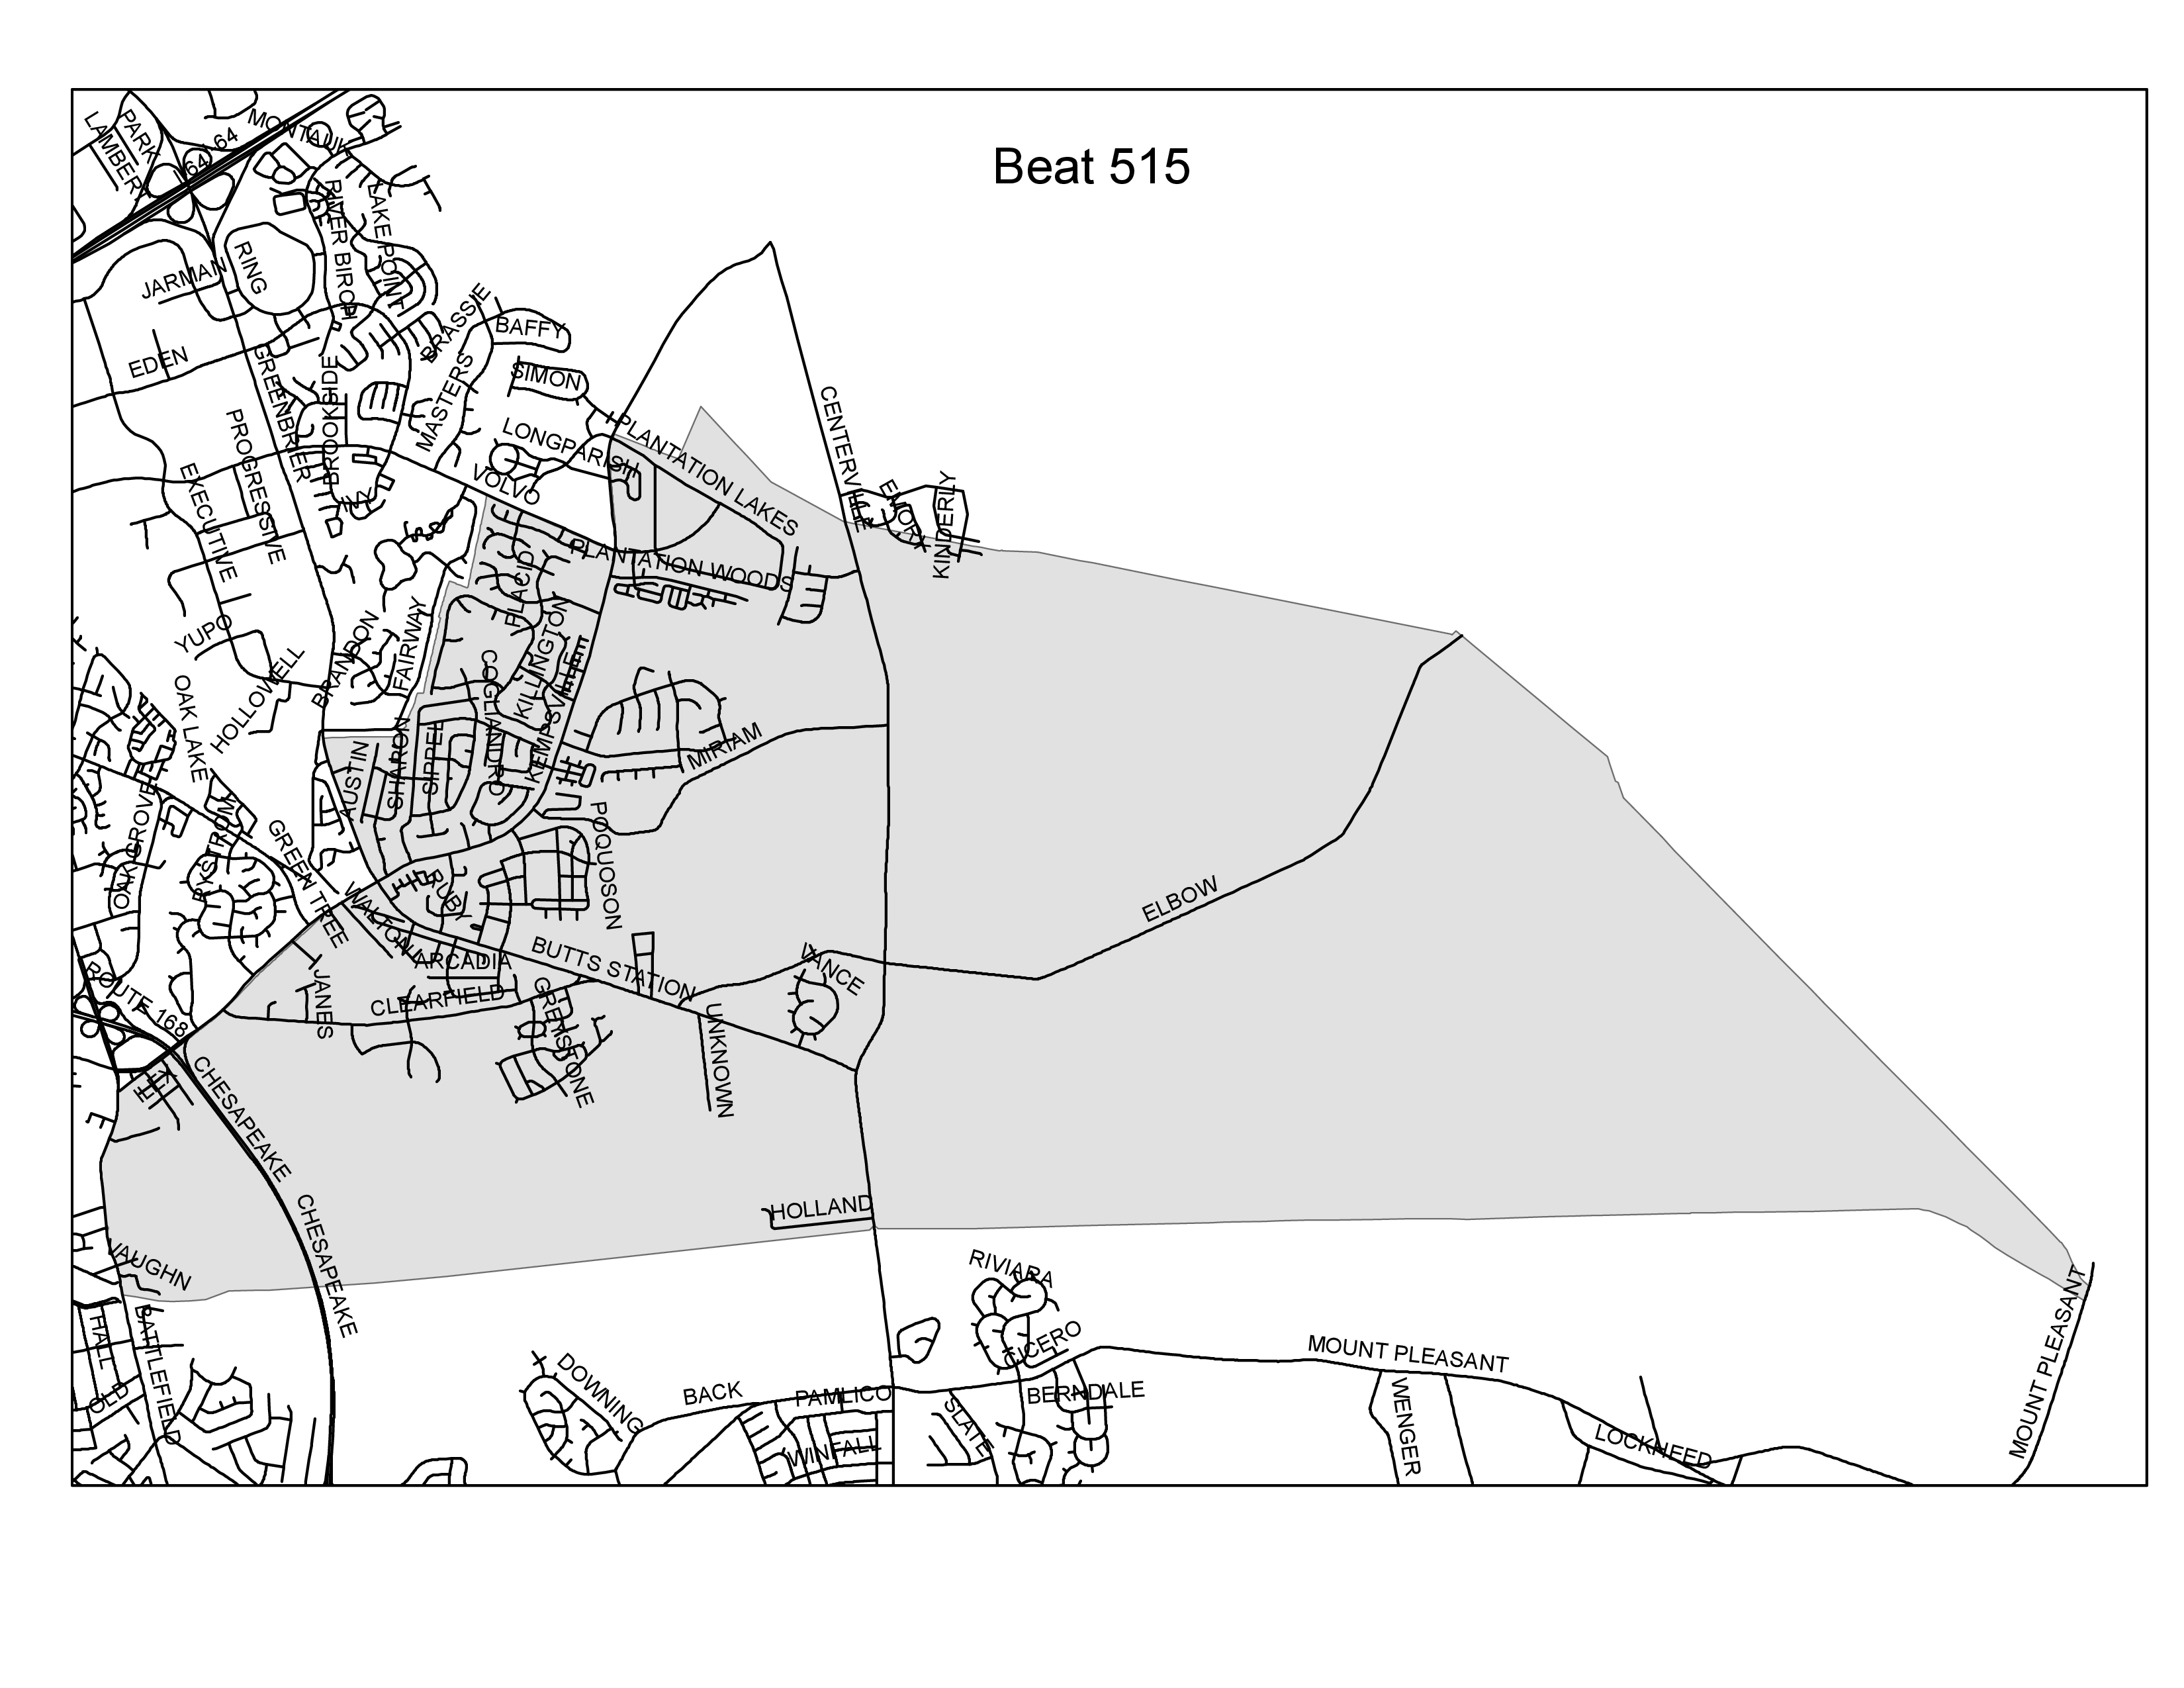 Beat 515
MONTAUK
PARK
LAMBERT
I 64
I 64
RIVER BIRCH
LAKE POINT
RING
JARMAN
BRASSIE
BAFFY
EDEN
GREENBRIER
BROOKSIDE
MASTERS
SIMON
CENTERVILLE
PROGRESSIVE
LONGPARISH
PLANTATION LAKES
EXECUTIVE
VOLVO
EMORY
KINDERLY
PLACID
PLANTATION WOODS
YUPO
BRANDON
FAIRWAY
KILLINGTON
HOLLOWELL
OAK LAKE
COGLIANDRO
KEMPSVILLE
AUSTIN
SHARON
SIPPEL
MIRIAM
OAK GROVE
RYSTROM
GREEN TREE
POQUOSON
RUBY
WALTON
ELBOW
BUTTS STATION
ARCADIA
VANCE
ROUTE 168
JANES
CLEARFIELD
GREYSTONE
UNKNOWN
LEX
CHESAPEAKE
CHESAPEAKE
HOLLAND
VAUGHN
RIVIARA
MOUNT PLEASANT
HALL
BATTLEFIELD
CICERO
MOUNT PLEASANT
DOWNING
BACK
PAMLICO
BERNDALE
OLD
SLATE
WENGER
WINFALL
LOCKHEED